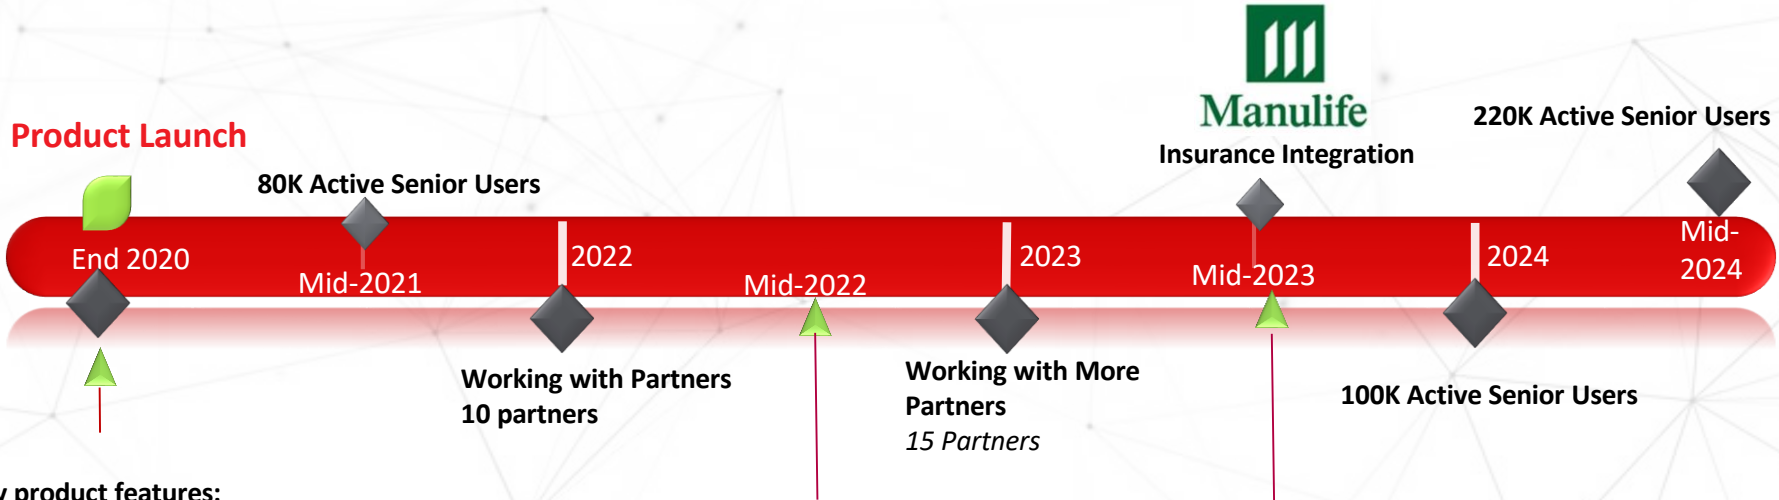 Manulife
220K Active Senior Users
Product Launch
Insurance Integration
80K Active Senior Users
End 2020
Mid-2021
2022
Mid-2022
2023
Mid-2023
2024
Mid-
2024
Working with Partners
10 partners
Working with More
Partners
15 Partners
100K Active Senior Users
product features: